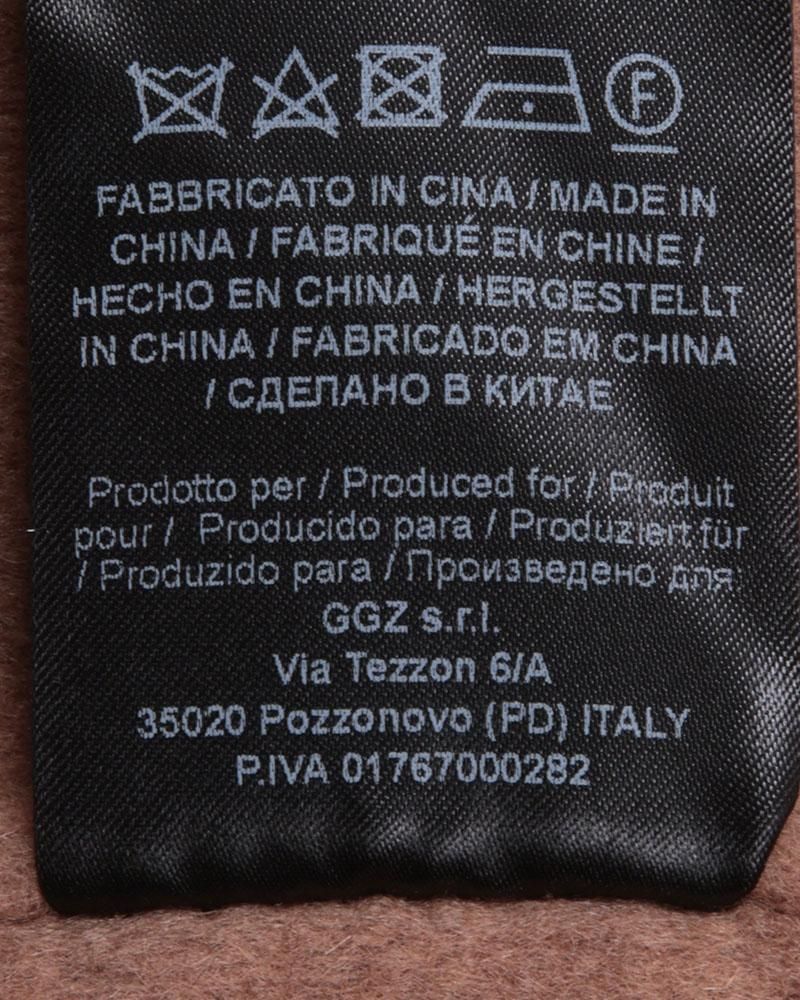 F
FABBRICATO IN CINA / MADE IN
CHINA / FABRIQUÉ EN CHINE /
HECHO EN CHINA / HERGESTELLT
IN CHINA / FABRICADO EM CHINA
/ СДЕЛАНО В КИТАЕ
Prodotto per / Produced for / Produit
pour / Producido para / Produziert für
/ Produzido para / Произведено для:
GGZ s.r.l.
Via Tezzon 6/A
35020 Pozzonovo (PD) ITALY
P.IVA 01767000282